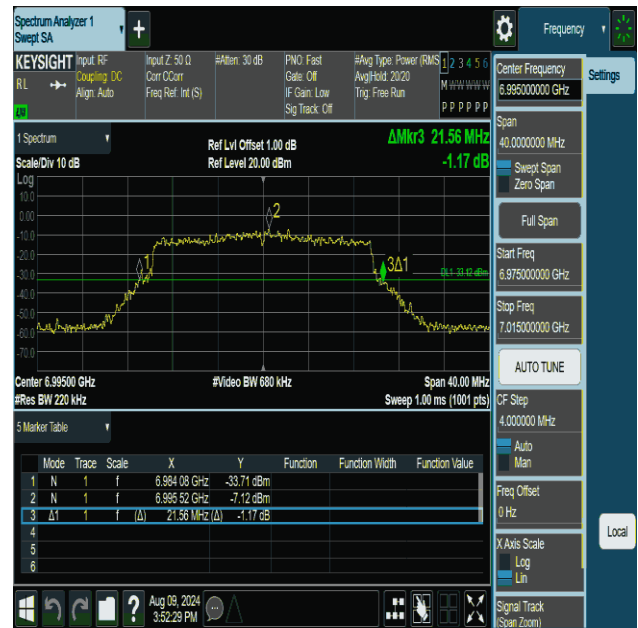 Spectrum Analyzer 1
Swept SA
+
Frequency
KEYSIGHT
RL
Input: RF
Coupling: DC
Align: Auto
Input Z: 50 Ω
Corr CCorr
Freq Ref: Int (S)
#Atten: 30 dB
PNO: Fast
Gate: Off
IF Gain: Low
Sig Track: Off
#Avg Type: Power (RMS
Avg|Hold: 20/20
Trig: Free Run
1 2 3 4 5 6
M W W W W W
P P P P P P
1 Spectrum
Scale/Div 10 dB
Ref Lvl Offset 1.00 dB
Ref Level 20.00 dBm
ΔMkr3 21.56 MHz
-1.17 dB
Log
10.0
0.00
-10.0
-20.0
-30.0
-40.0
-50.0
-60.0
-70.0
1
2
3Δ1
DL1 -33.12 dBm
Center 6.99500 GHz
#Res BW 220 kHz
#Video BW 680 kHz
Span 40.00 MHz
Sweep 1.00 ms (1001 pts)
5 Marker Table
Mode Trace Scale X Y Function Function Width Function Value
1 N 1 f 6.984 08 GHz -33.71 dBm
2 N 1 f 6.995 52 GHz -7.12 dBm
3 Δ1 1 f (Δ) 21.56 MHz (Δ) -1.17 dB
4
5
6
Aug 09, 2024
3:52:29 PM
?
Center Frequency
6.995000000 GHz
Settings
Span
40.0000000 MHz
Swept Span
Zero Span
Full Span
Start Freq
6.975000000 GHz
Stop Freq
7.015000000 GHz
AUTO TUNE
CF Step
4.000000 MHz
Auto
Man
Freq Offset
0 Hz
Local
X Axis Scale
Log
Lin
Signal Track
(Span Zoom)